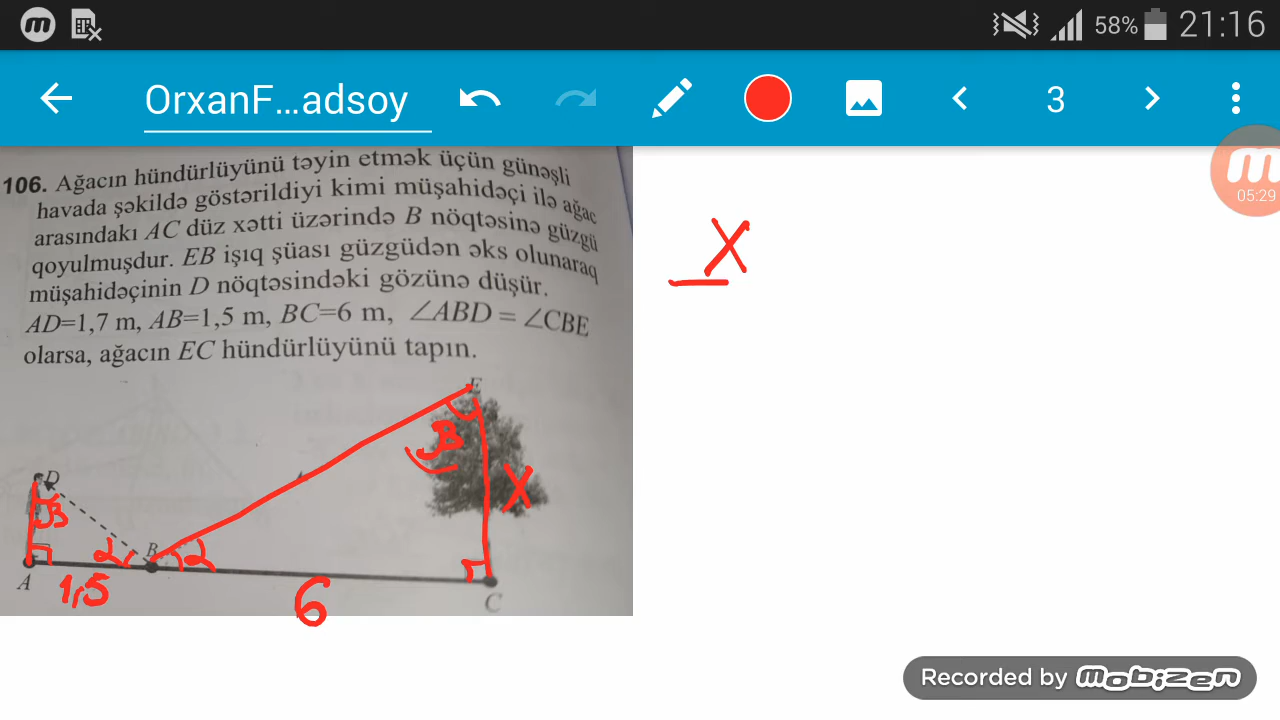 58% 21:16
OrxanF...adsoy 3
05:29
106. Ağacın hündürlüyünü təyin etmək üçün günəşli
havada şəkildə göstərildiyi kimi müşahidəçi ilə ağac
arasındakı AC düz xətti üzərində B nöqtəsinə güzgü
qoyulmuşdur. EB işıq şüası güzgüdən əks olunaraq
müşahidəçinin D nöqtəsindəki gözünə düşür.
AD=1,7 m, AB=1,5 m, BC=6 m, ∠ABD = ∠CBE
olarsa, ağacın EC hündürlüyünü tapın.
X
E
β
D
β
X
B
α α
A
1,5
6
C
Recorded by mobizen